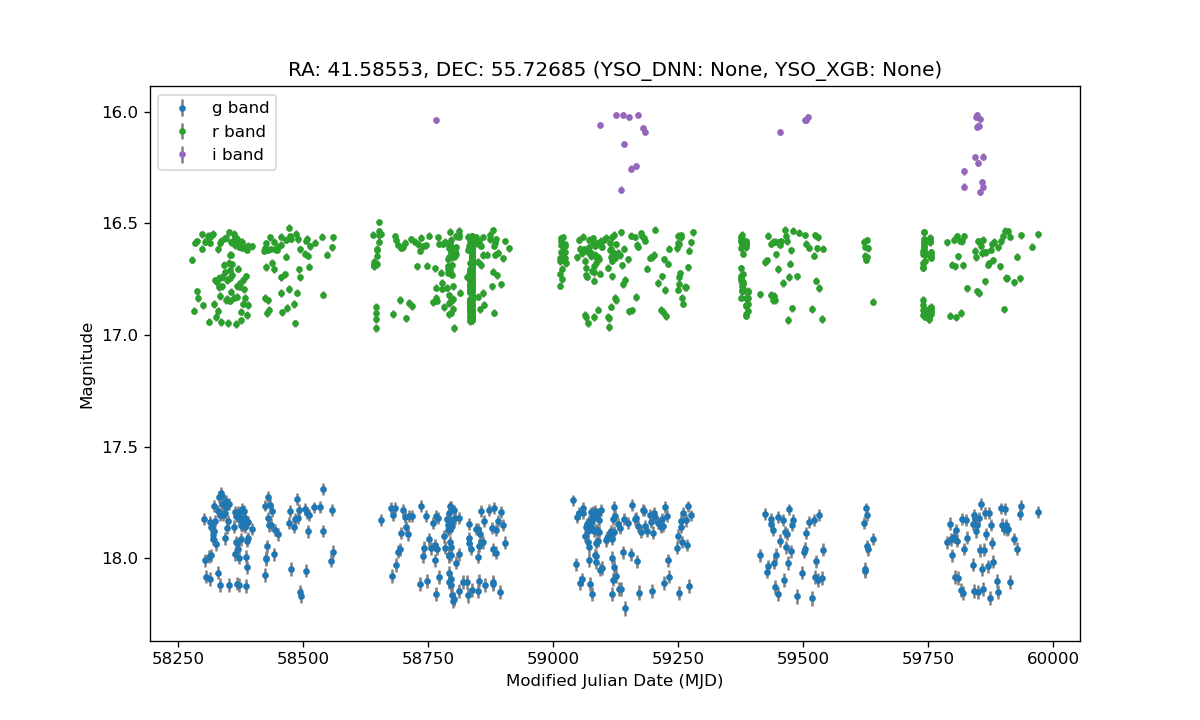 RA: 41.58553, DEC: 55.72685 (YSO_DNN: None, YSO_XGB: None)
g band
r band
i band
16.0
16.5
17.0
17.5
18.0
Magnitude
58250 58500 58750 59000 59250 59500 59750 60000
Modified Julian Date (MJD)